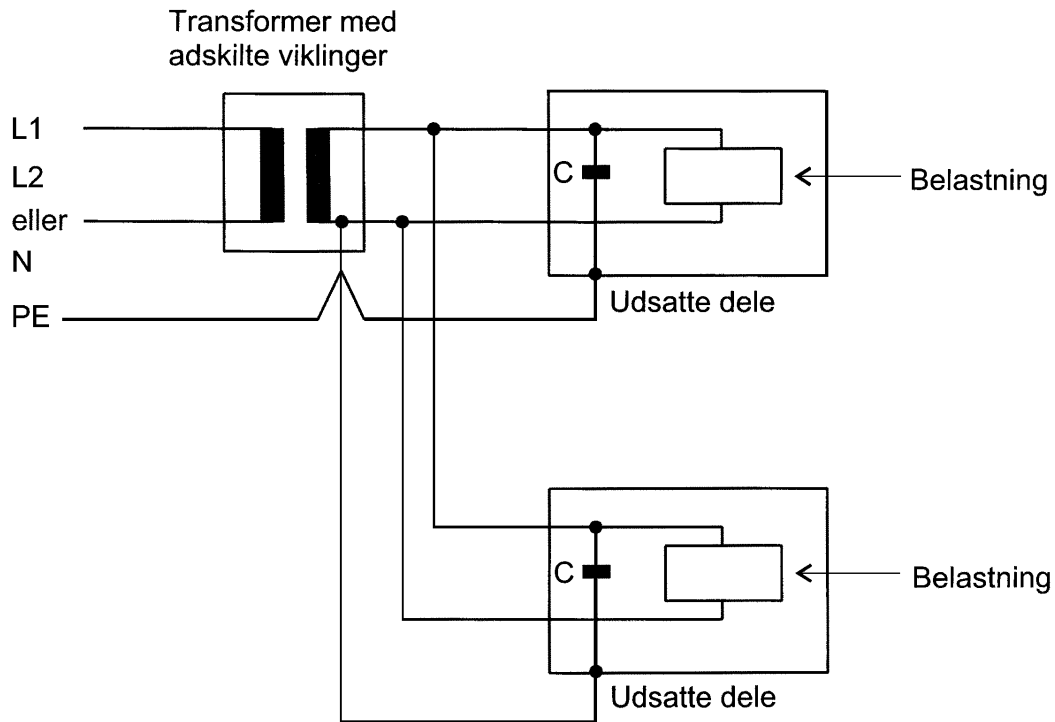 Transformer med
adskilte viklinger
L1
L2
eller
N
PE
C
Belastning
Udsatte dele
C
Belastning
Udsatte dele